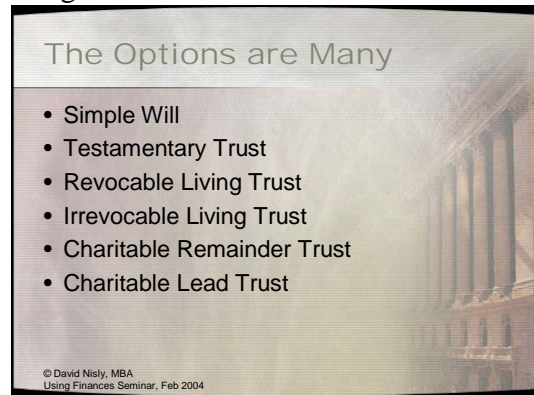 The Options are Many
• Simple Will
• Testamentary Trust
• Revocable Living Trust
• Irrevocable Living Trust
• Charitable Remainder Trust
• Charitable Lead Trust
© David Nisly, MBA
Using Finances Seminar, Feb 2004